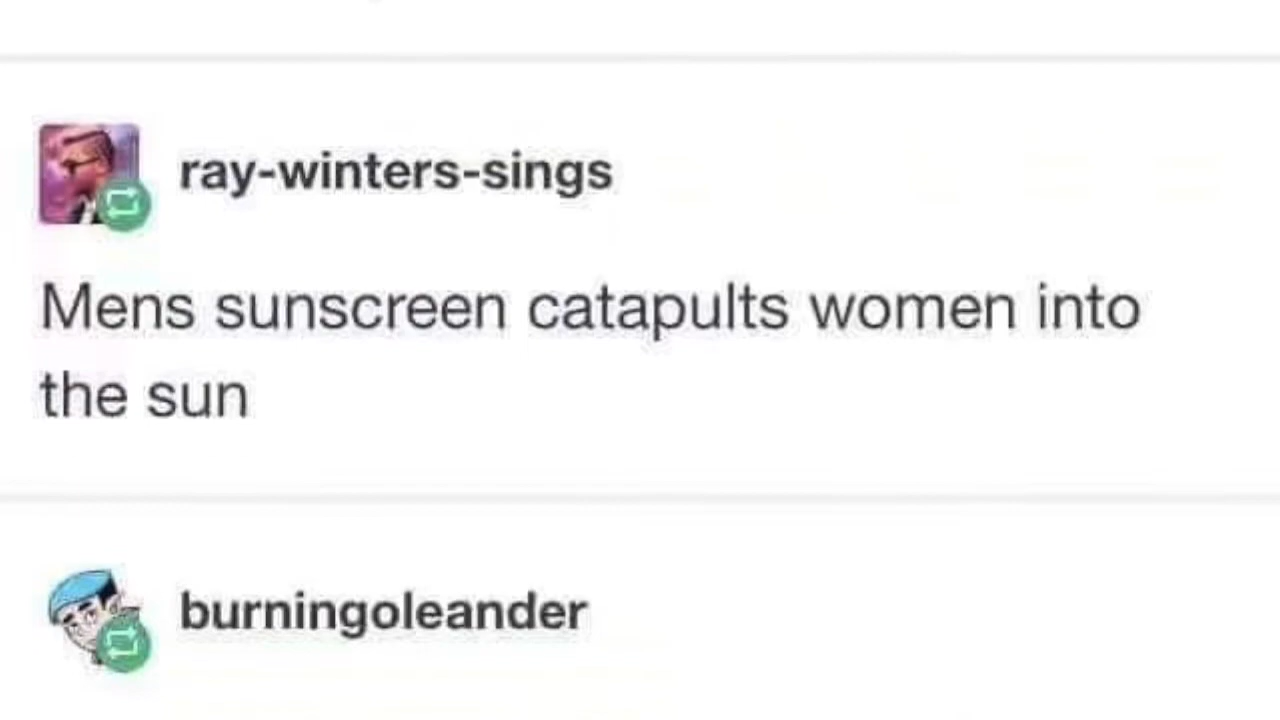 ray-winters-sings
Mens sunscreen catapults women into
the sun
burningoleander